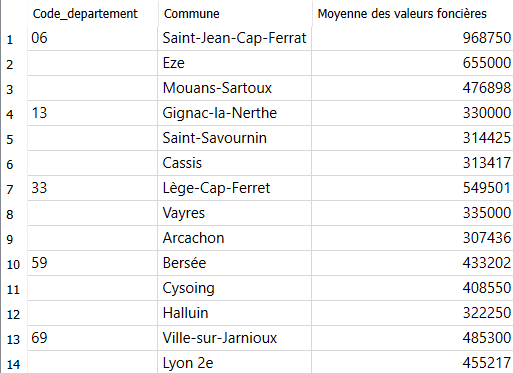 Code_departement Commune Moyenne des valeurs foncières
1 06 Saint-Jean-Cap-Ferrat 968750
2 Eze 655000
3 Mouans-Sartoux 476898
4 13 Gignac-la-Nerthe 330000
5 Saint-Savournin 314425
6 Cassis 313417
7 33 Lège-Cap-Ferret 549501
8 Vayres 335000
9 Arcachon 307436
10 59 Bersée 433202
11 Cysoing 408550
12 Halluin 322250
13 69 Ville-sur-Jarnioux 485300
14 Lyon 2e 455217